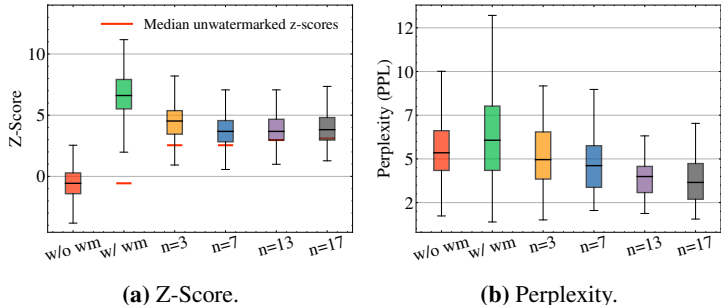 Median unwatermarked z-scores
Z-Score
10
5
0
w/o wm
w/ wm
n=3
n=7
n=13
n=17
(a) Z-Score.
Perplexity (PPL)
12
10
7
5
2
w/o wm
w/ wm
n=3
n=7
n=13
n=17
(b) Perplexity.